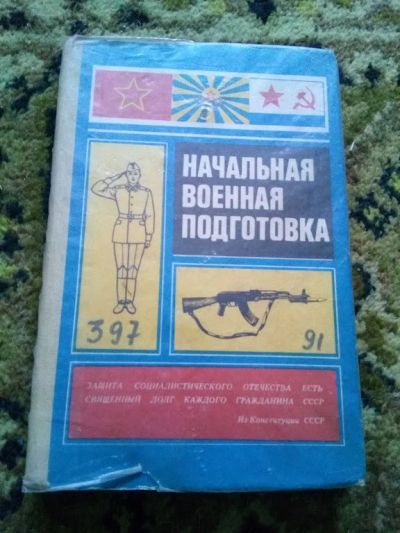 НАЧАЛЬНАЯ
ВОЕННАЯ
ПОДГОТОВКА
397
91
ЗАЩИТА СОЦИАЛИСТИЧЕСКОГО ОТЕЧЕСТВА ЕСТЬ
СВЯЩЕННЫЙ ДОЛГ КАЖДОГО ГРАЖДАНИНА СССР
Из Конституции СССР